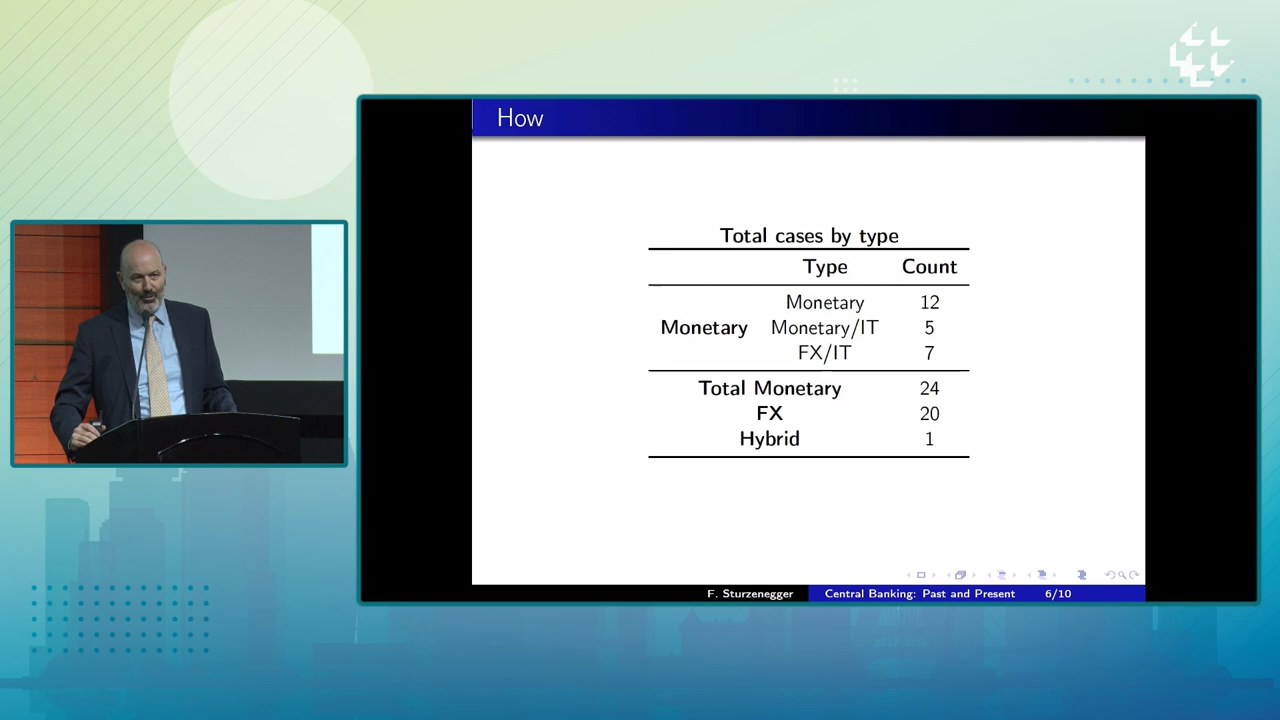 How
Total cases by type
Type Count
Monetary 12
Monetary Monetary/IT 5
FX/IT 7
Total Monetary 24
FX 20
Hybrid 1
F. Sturzenegger Central Banking: Past and Present 6/10